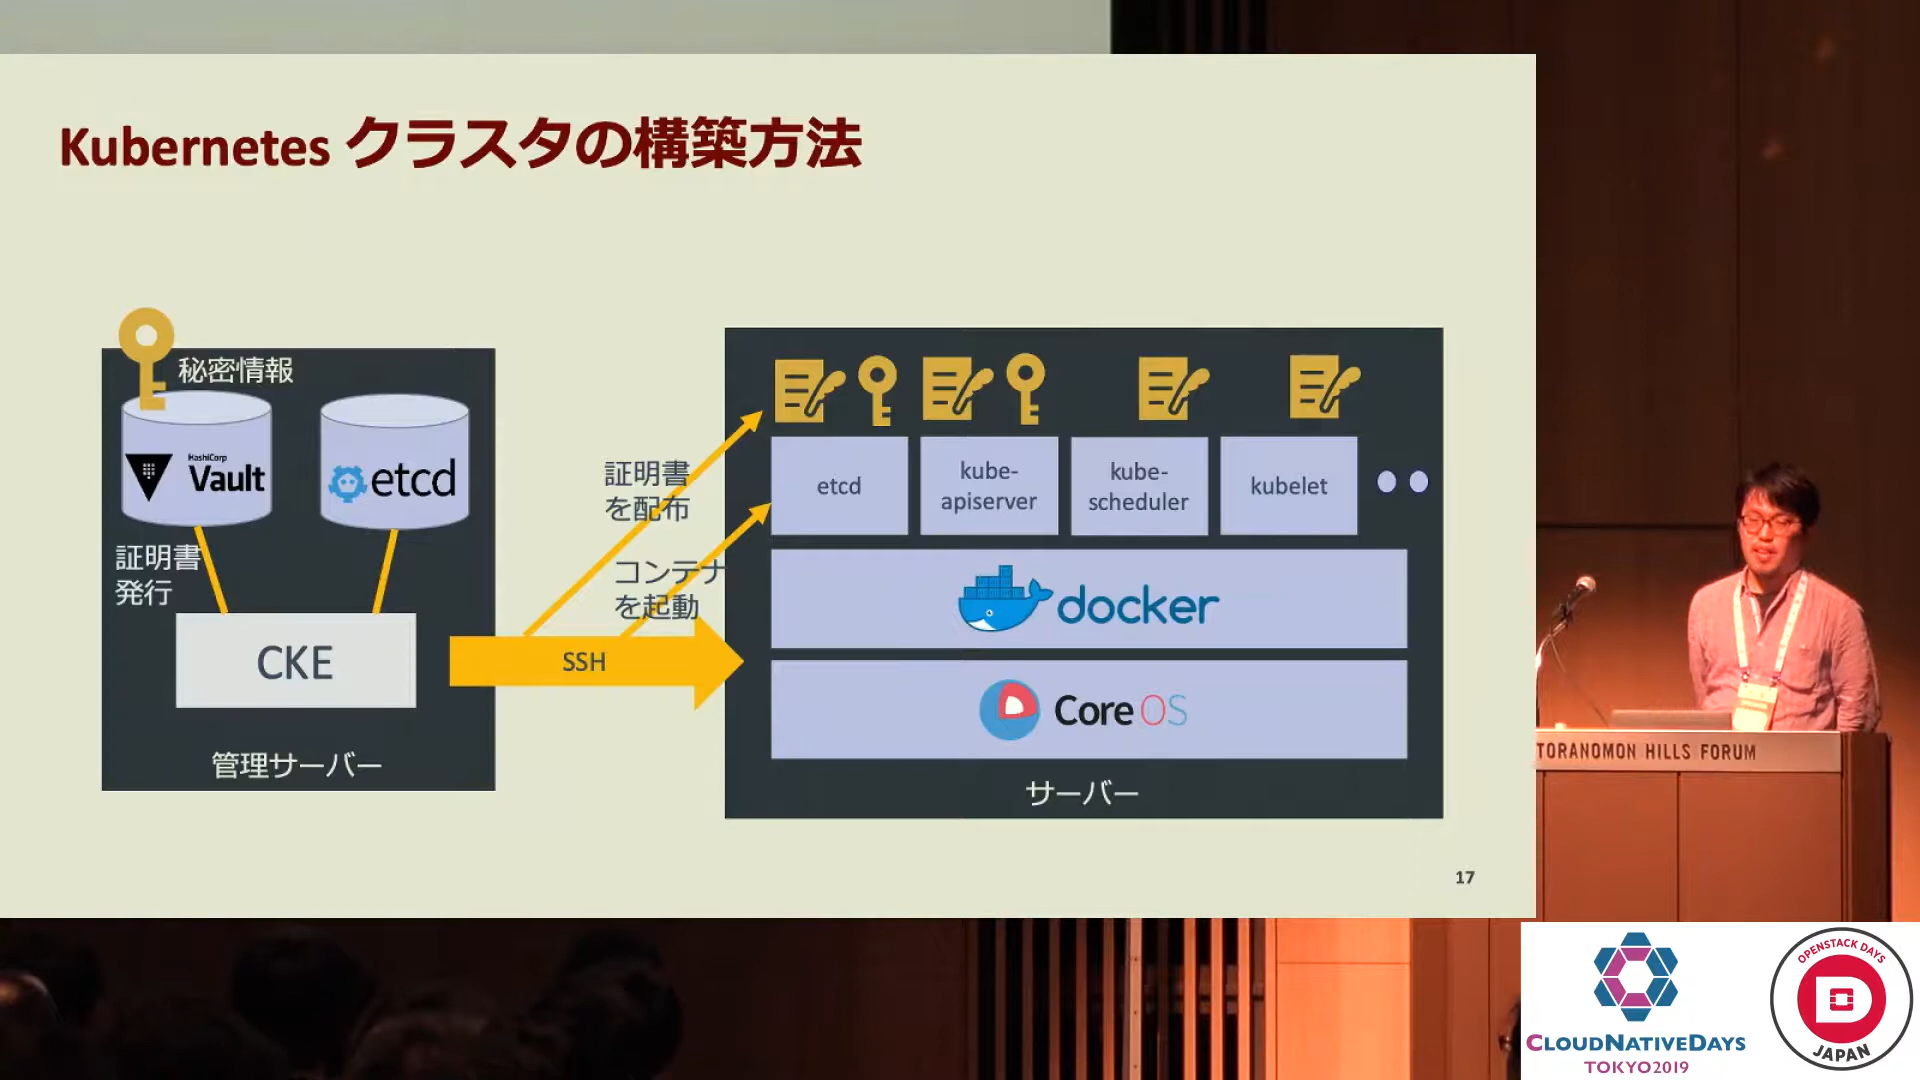 Kubernetes クラスタの構築方法
秘密情報
HashiCorp
Vault
etcd
証明書
発行
CKE
管理サーバー
証明書
を配布
コンテナ
を起動
SSH
etcd
kube-
apiserver
kube-
scheduler
kubelet
docker
Core OS
サーバー
17
TORANOMON HILLS FORUM
CLOUDNATIVEDAYS
TOKYO2019
OPENSTACK DAYS
JAPAN